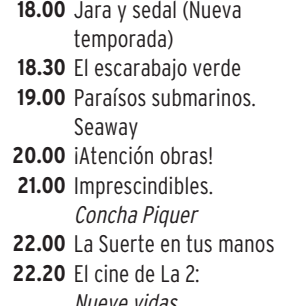 18.00 Jara y sedal (Nueva
temporada)
18.30 El escarabajo verde
19.00 Paraísos submarinos.
Seaway
20.00 ¡Atención obras!
21.00 Imprescindibles.
Concha Piquer
22.00 La Suerte en tus manos
22.20 El cine de La 2:
Nueve vidas